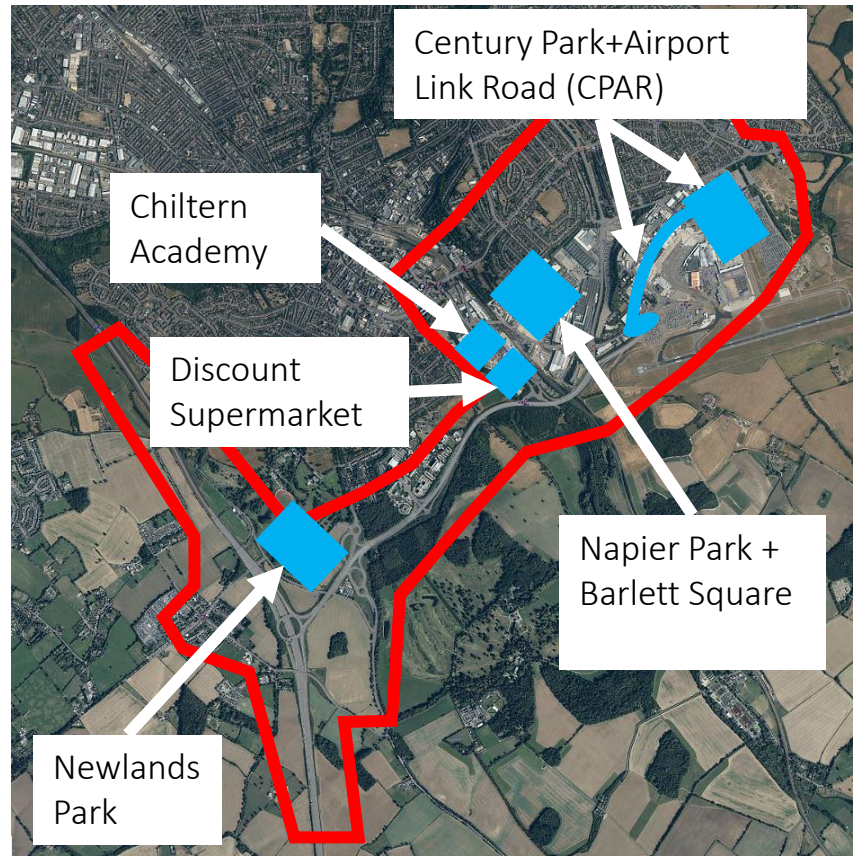 Century Park+Airport
Link Road (CPAR)
Chiltern
Academy
Discount
Supermarket
Napier Park +
Barlett Square
Newlands
Park